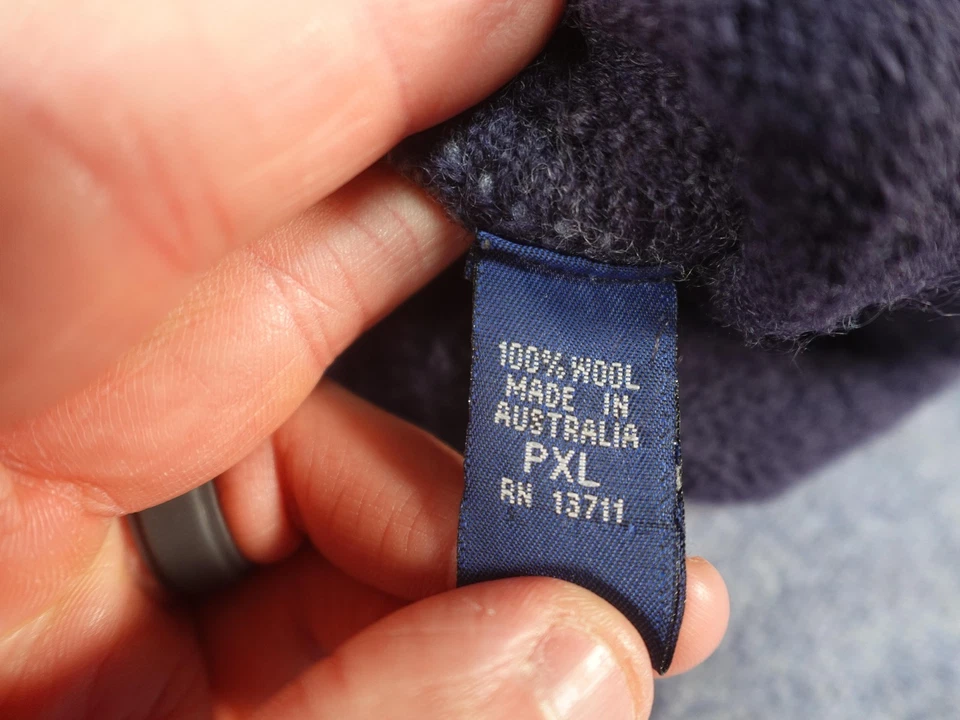 100% WOOL
MADE IN
AUSTRALIA
PXL
RN 13711